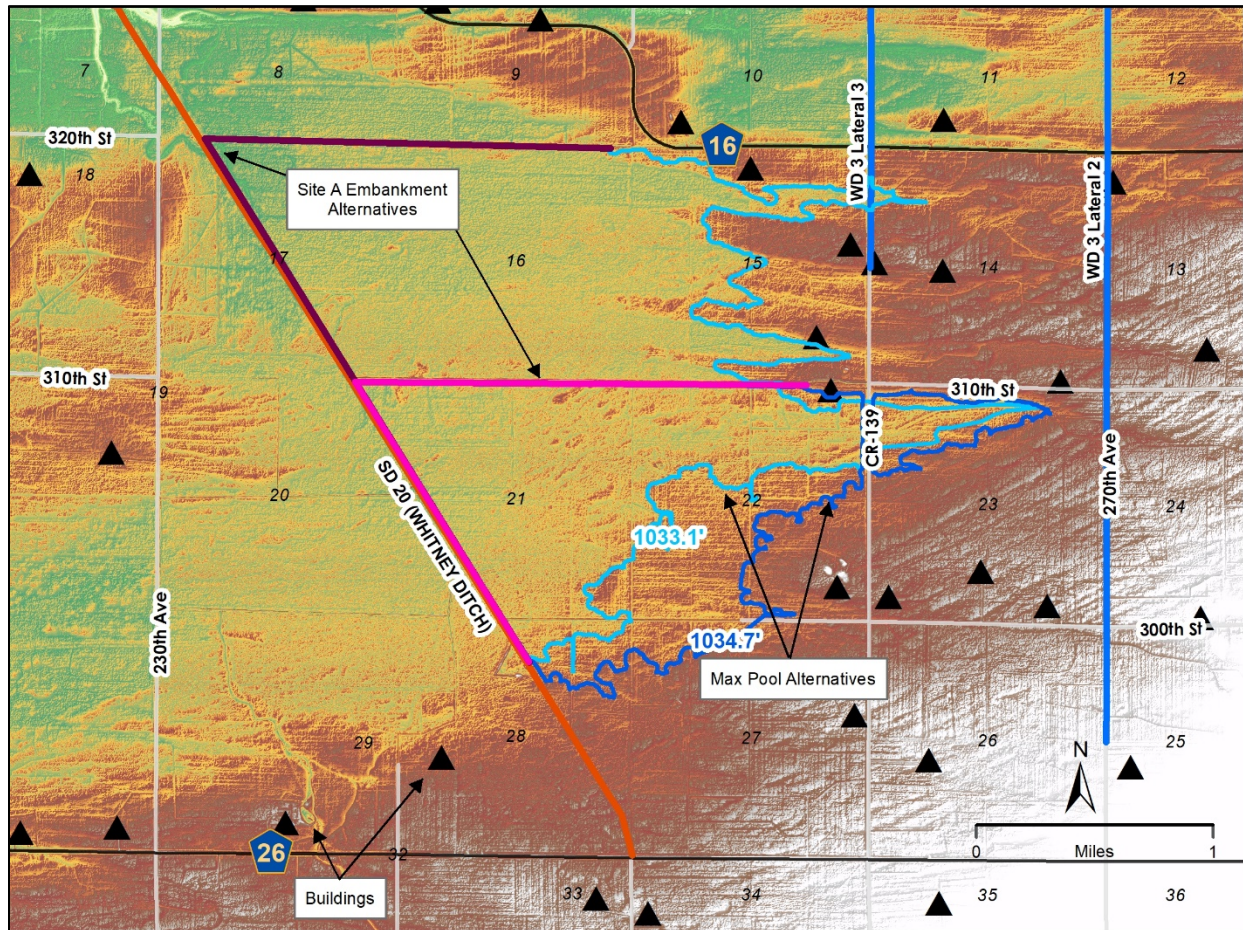 7
8
9
10
11
12
320th St
16
18
Site A Embankment
Alternatives
WD 3 Lateral 3
WD 3 Lateral 2
17
16
15
14
13
310th St
19
310th St
CR-139
270th Ave
20
21
22
23
24
SD 20 (WHITNEY DITCH)
1033.1'
230th Ave
1034.7'
300th St
Max Pool Alternatives
29
28
27
26
25
N
26
32
0
Miles
1
Buildings
33
34
35
36